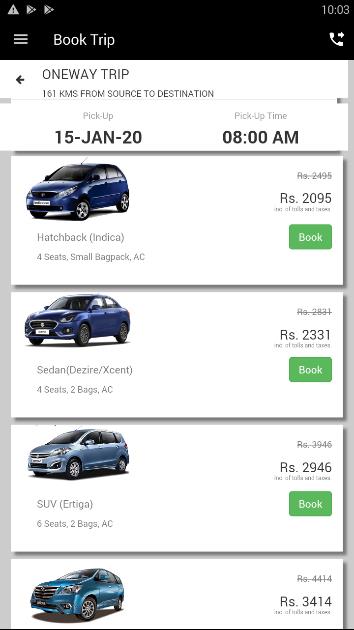 10:03
Book Trip
ONEWAY TRIP
161 KMS FROM SOURCE TO DESTINATION
Pick-Up
Pick-Up Time
15-JAN-20
08:00 AM
Rs. 2495
Rs. 2095
inc. of tolls and taxes.
Hatchback (Indica)
Book
4 Seats, Small Bagpack, AC
Rs. 2831
Rs. 2331
inc. of tolls and taxes.
Sedan(Dezire/Xcent)
Book
4 Seats, 2 Bags, AC
Rs. 3946
Rs. 2946
inc. of tolls and taxes.
SUV (Ertiga)
Book
6 Seats, 2 Bags, AC
Rs. 4414
Rs. 3414
inc. of tolls and taxes.